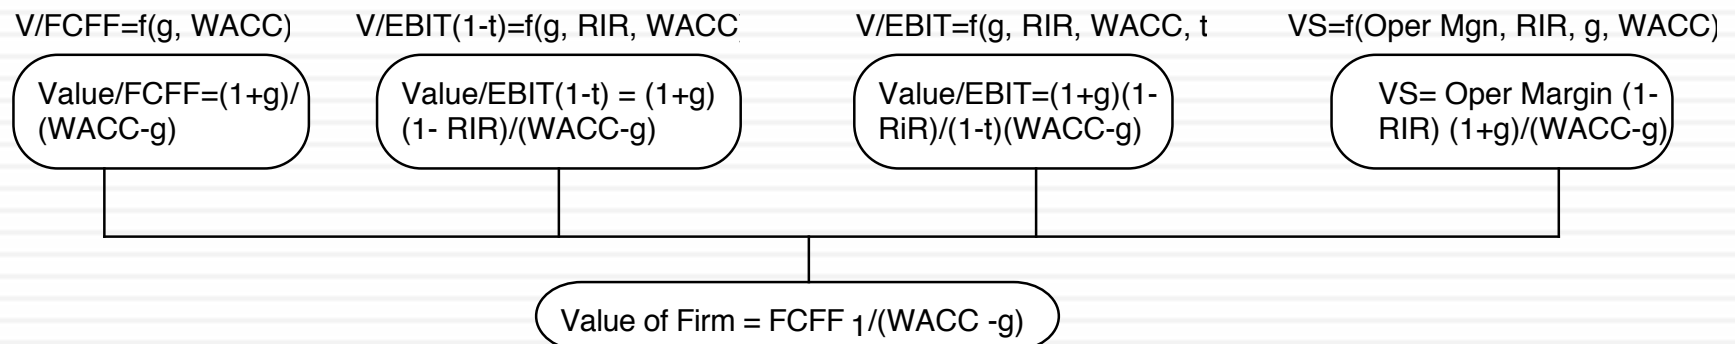 V/FCFF=f(g, WACC)
V/EBIT(1-t)=f(g, RIR, WACC
V/EBIT=f(g, RIR, WACC, t
VS=f(Oper Mgn, RIR, g, WACC)
Value/FCFF=(1+g)/
(WACC-g)
Value/EBIT(1-t) = (1+g)
(1- RIR)/(WACC-g)
Value/EBIT=(1+g)(1-
RiR)/(1-t)(WACC-g)
VS= Oper Margin (1-
RIR) (1+g)/(WACC-g)
Value of Firm = FCFF 1/(WACC -g)